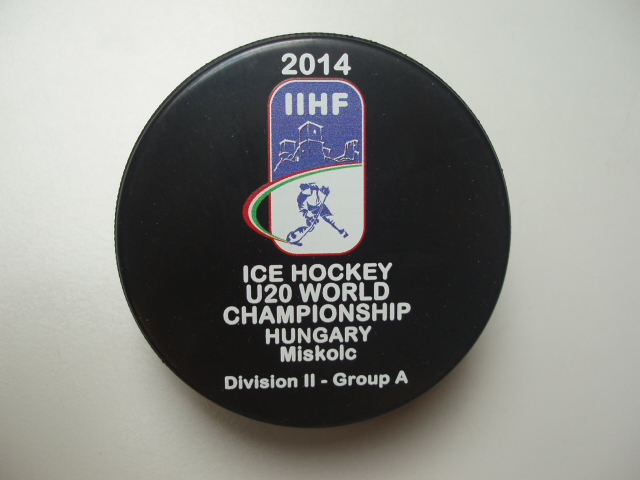 2014
IIHF
ICE HOCKEY
U20 WORLD
CHAMPIONSHIP
HUNGARY
Miskolc
Division II - Group A